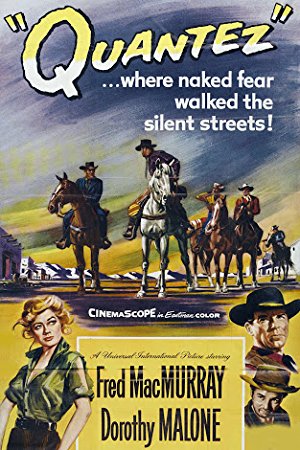 "QUANTEZ"
...where naked fear
walked the
silent streets!
CINEMASCOPE in Eastman COLOR
A Universal-International Picture starring
Fred MacMURRAY
Dorothy MALONE